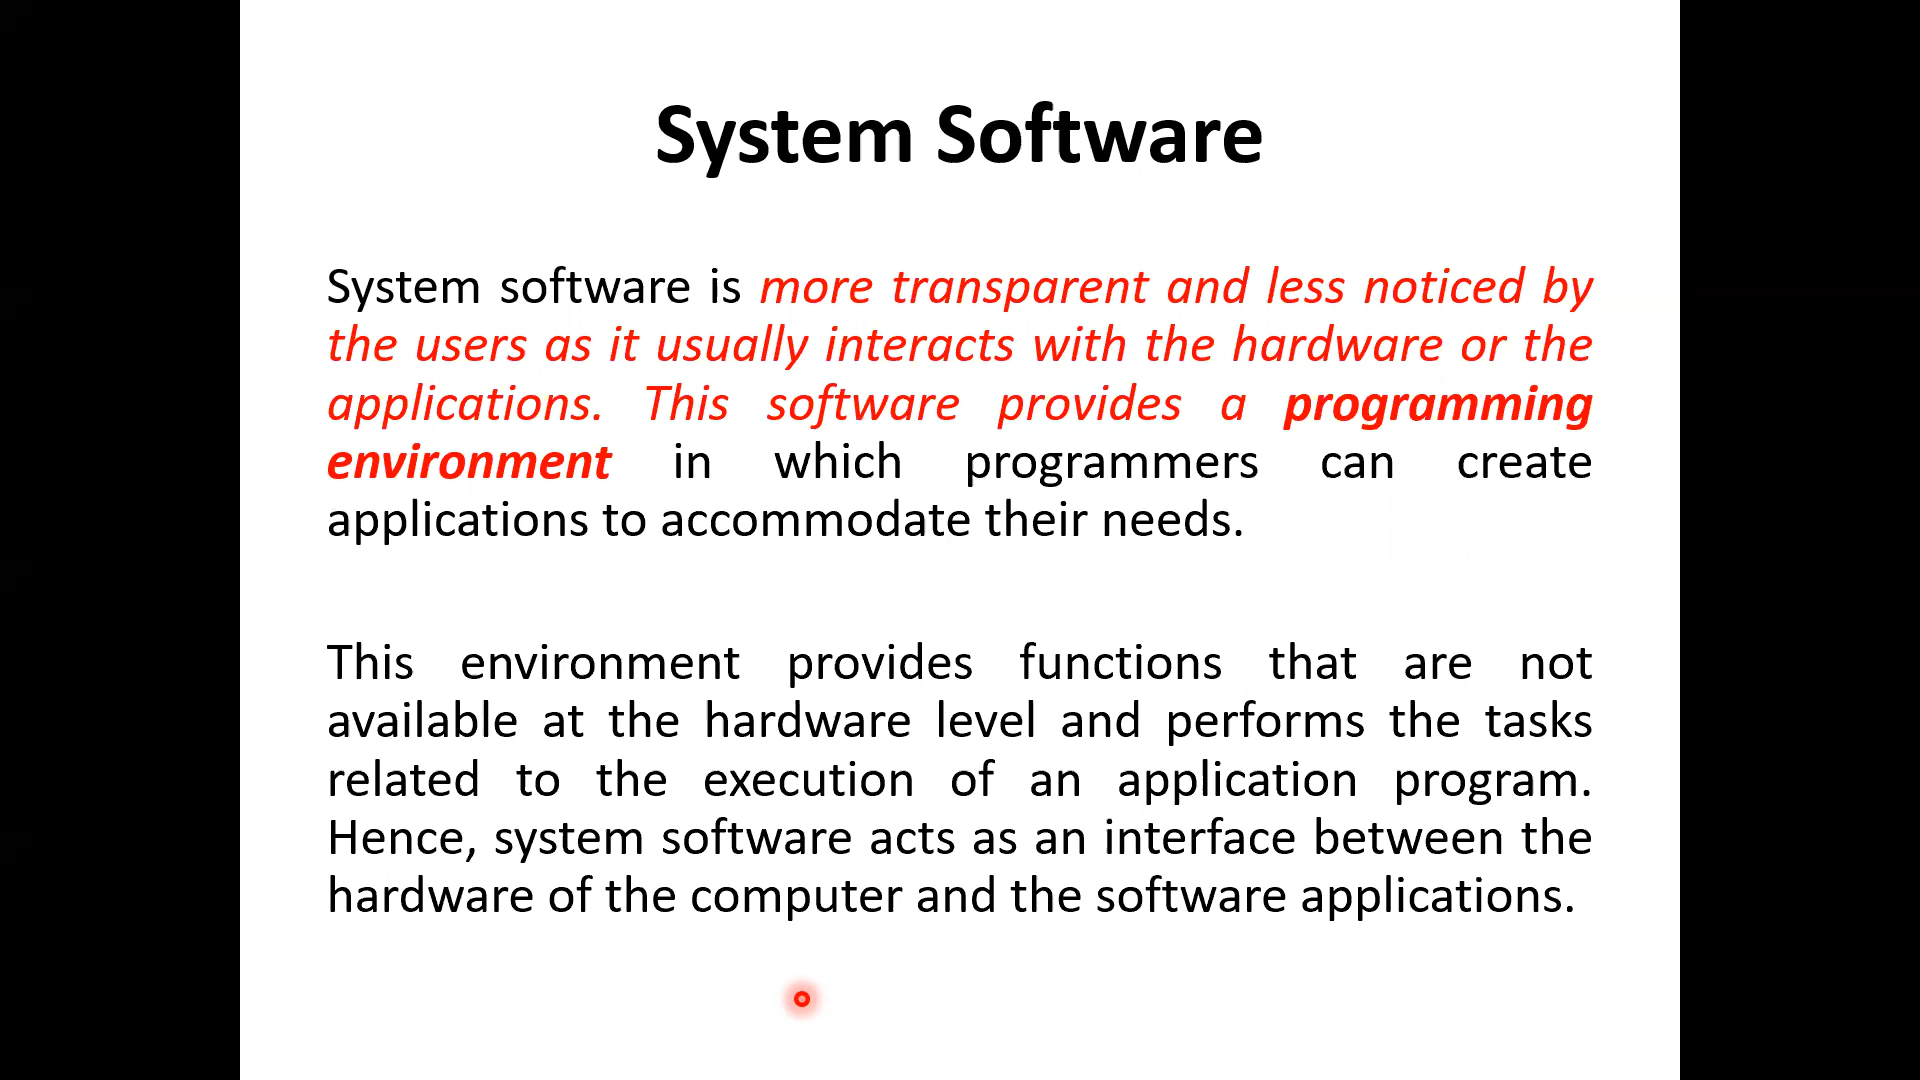 System Software
System software is more transparent and less noticed by
the users as it usually interacts with the hardware or the
applications. This software provides a programming
environment in which programmers can create
applications to accommodate their needs.
This environment provides functions that are not
available at the hardware level and performs the tasks
related to the execution of an application program.
Hence, system software acts as an interface between the
hardware of the computer and the software applications.